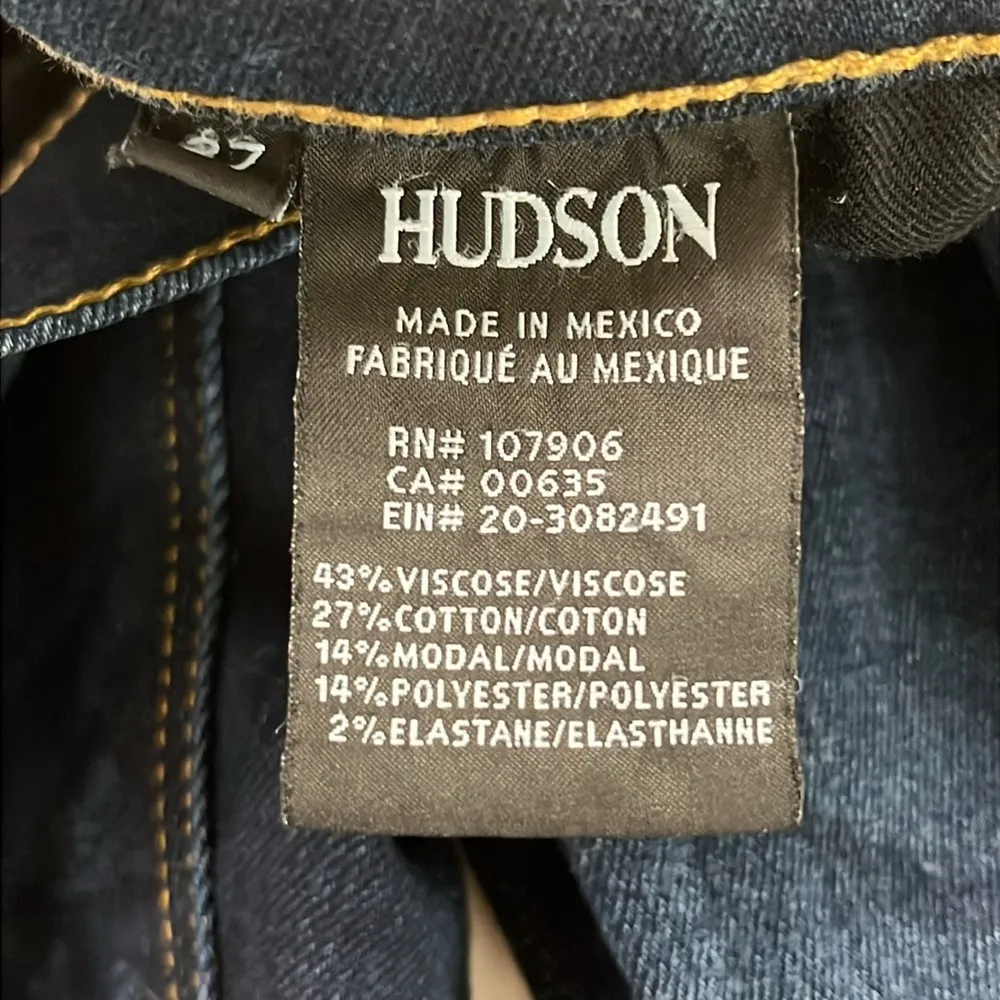 HUDSON
MADE IN MEXICO
FABRIQUÉ AU MEXIQUE
RN# 107906
CA# 00635
EIN# 20-3082491
43% VISCOSE/VISCOSE
27% COTTON/COTON
14% MODAL/MODAL
14% POLYESTER/POLYESTER
2% ELASTANE/ELASTHANNE